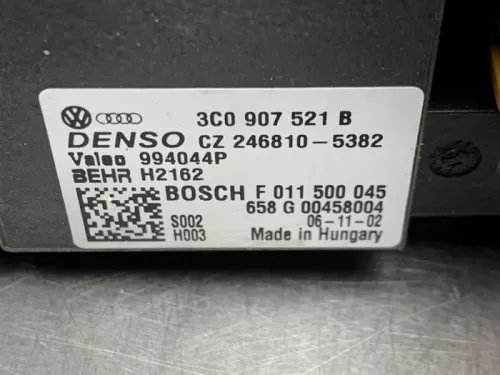 3C0 907 521 B
DENSO CZ 246810-5382
Valeo 994044P
BEHR H2162
BOSCH F 011 500 045
658 G 00458004
S002 06-11-02
H003 Made in Hungary